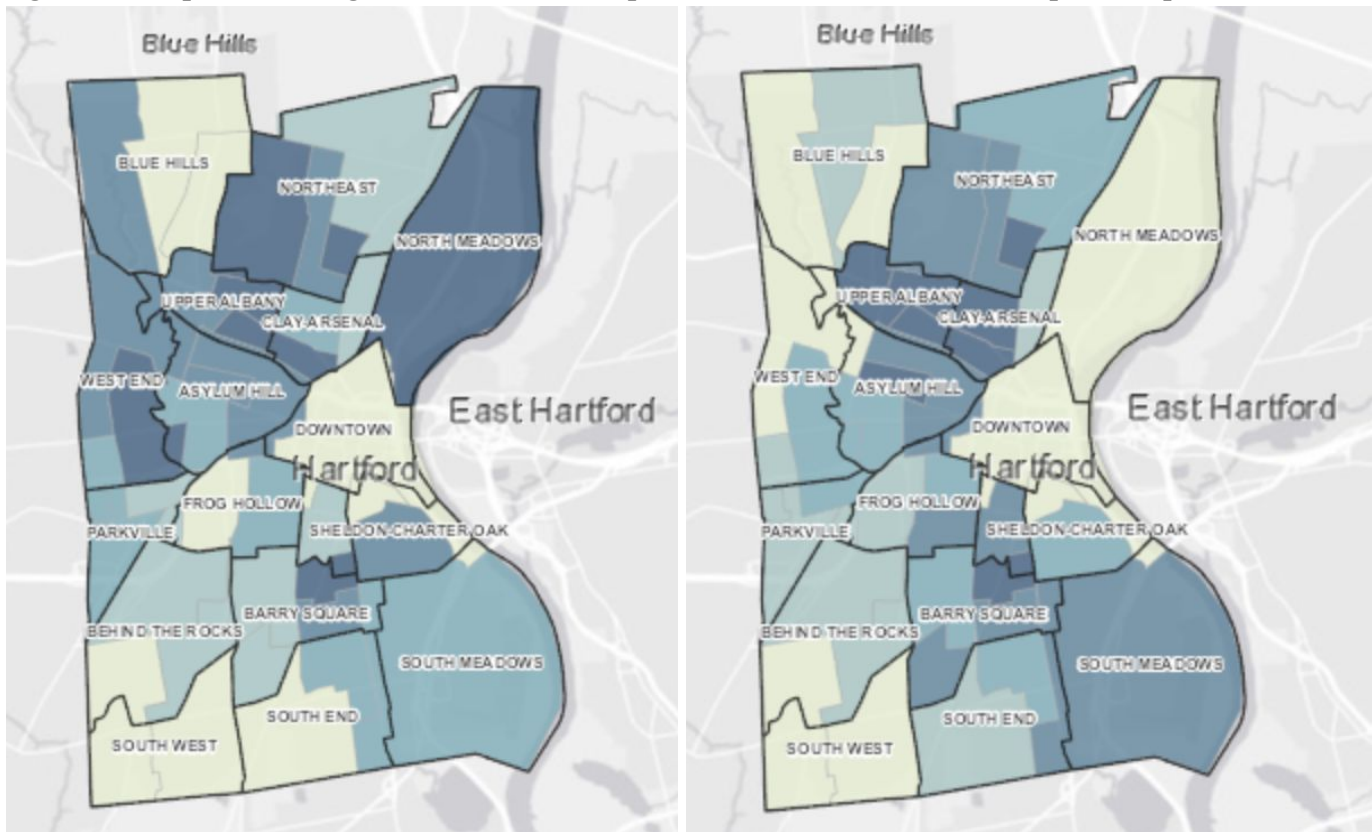 Blue Hills
BLUE HILLS
NORTHEAST
NORTH MEADOWS
UPPER ALBANY
CLAY-ARSENAL
WEST END
ASYLUM HILL
East Hartford
DOWNTOWN
Hartford
FROG HOLLOW
PARKVILLE
SHELDON-CHARTER OAK
BARRY SQUARE
BEHIND THE ROCKS
SOUTH MEADOWS
SOUTH END
SOUTH WEST
Blue Hills
BLUE HILLS
NORTHEAST
NORTH MEADOWS
UPPER ALBANY
CLAY-ARSENAL
WEST END
ASYLUM HILL
East Hartford
DOWNTOWN
Hartford
FROG HOLLOW
PARKVILLE
SHELDON-CHARTER OAK
BARRY SQUARE
BEHIND THE ROCKS
SOUTH MEADOWS
SOUTH END
SOUTH WEST